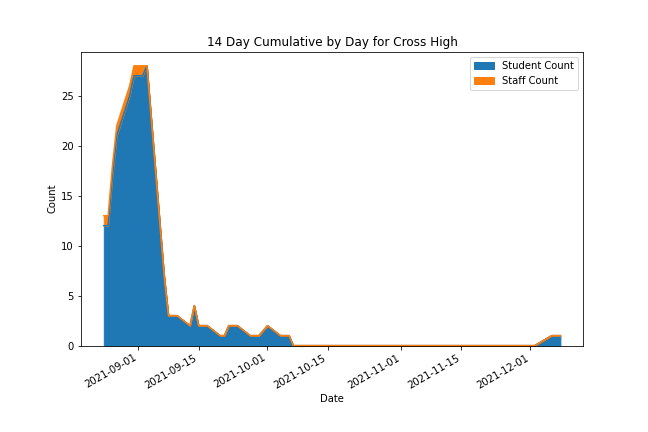 14 Day Cumulative by Day for Cross High
Student Count
Staff Count
Count
25
20
15
10
5
0
2021-09-01
2021-09-15
2021-10-01
2021-10-15
2021-11-01
2021-11-15
2021-12-01
Date